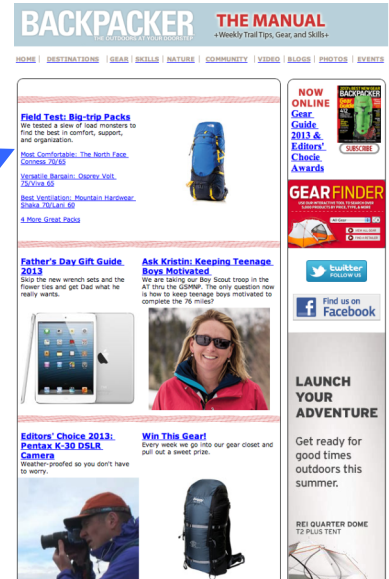 BACKPACKER
THE OUTDOORS AT YOUR DOORSTEP
THE MANUAL
+Weekly Trail Tips, Gear, and Skills+
HOME | DESTINATIONS | GEAR | SKILLS | NATURE | COMMUNITY | VIDEO | BLOGS | PHOTOS | EVENTS
Field Test: Big-trip Packs
We tested a slew of load monsters to
find the best in comfort, support,
and organization.
Most Comfortable: The North Face
Conness 70/65
Versatile Bargain: Osprey Volt
75/Viva 65
Best Ventilation: Mountain Hardwear
Shaka 70/Lani 60
4 More Great Packs
Father's Day Gift Guide
2013
Skip the new wrench sets and the
flower ties and get Dad what he
really wants.
Ask Kristin: Keeping Teenage
Boys Motivated
We are taking our Boy Scout troop in the
AT thru the GSMNP. The only question now
is how to keep teenage boys motivated to
complete the 76 miles?
Editors' Choice 2013:
Pentax K-30 DSLR
Camera
Weather-proofed so you don't have
to worry.
Win This Gear!
Every week we go into our gear closet and
pull out a sweet prize.
NOW
ONLINE
Gear
Guide
2013 &
Editors'
Chocie
Awards
BACKPACKER
SUBSCRIBE
GEARFINDER
twitter
FOLLOW US
Find us on
Facebook
LAUNCH
YOUR
ADVENTURE
Get ready for
good times
outdoors this
summer.
REI QUARTER DOME
T2 PLUS TENT